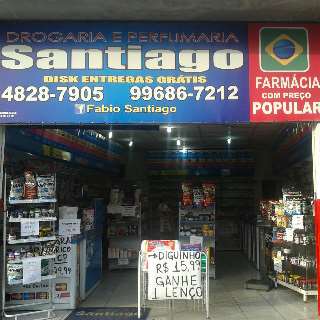 DROGARIA E PERFUMARIA
Santiago
DISK ENTREGAS GRÁTIS
4828-7905 99686-7212
Fabio Santiago
FARMÁCIA
COM PREÇO
POPULAR
DIGUINHO
R$ 15,99
GANHE
1 LENÇO
Santiago